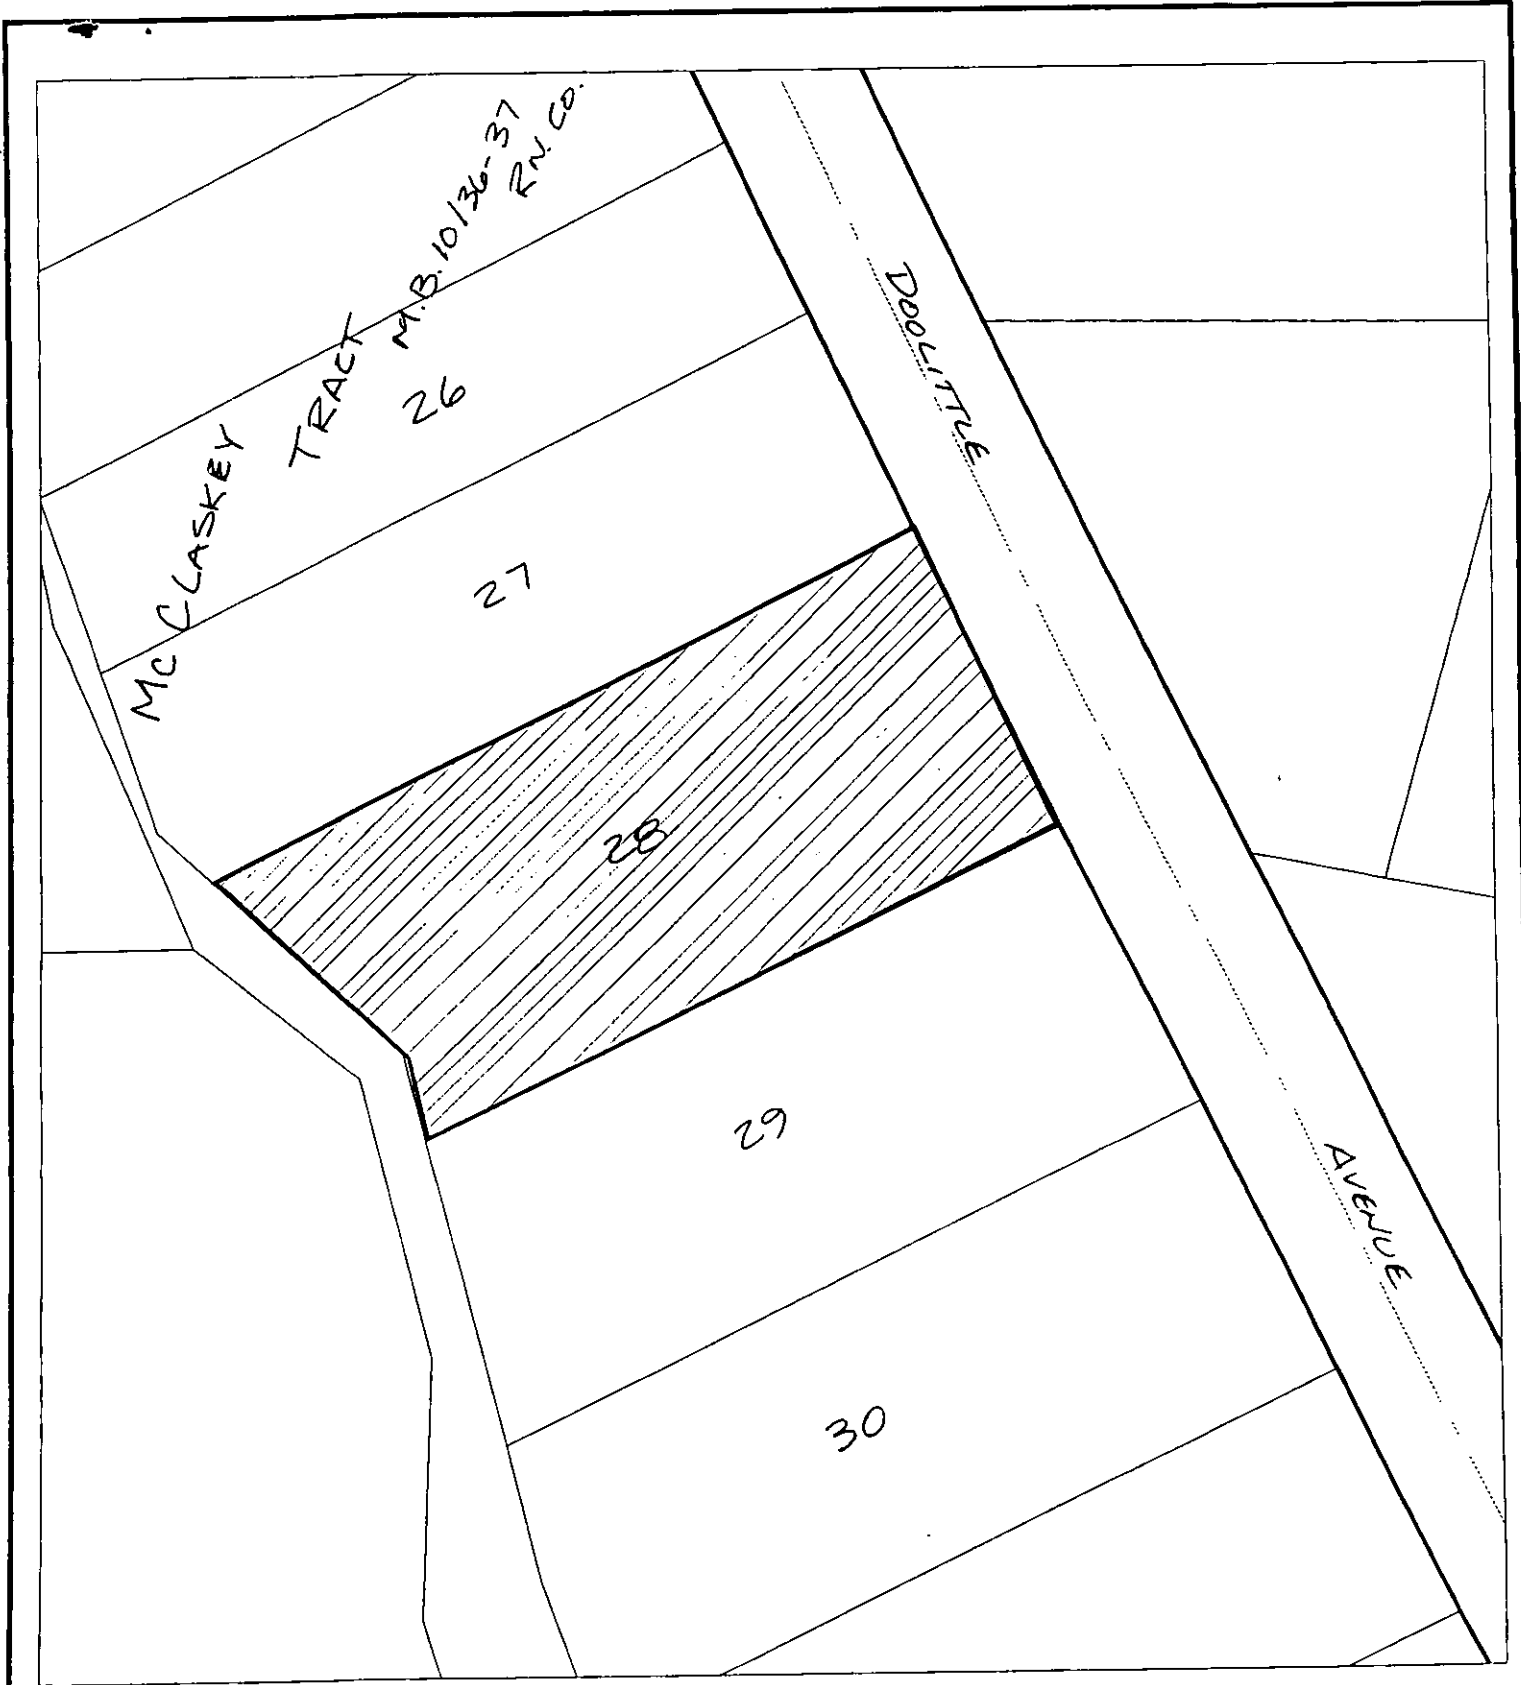 MC CLASKEY
TRACT
M.B. 10/36-37
RN. CO.
26
27
28
29
30
DOOLITTLE
AVENUE